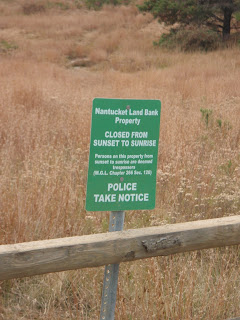 Nantucket Land Bank
Property
CLOSED FROM
SUNSET TO SUNRISE
Persons on this property from
sunset to sunrise are deemed
trespassers
(M.G.L. Chapter 266 Sec. 120)
POLICE
TAKE NOTICE